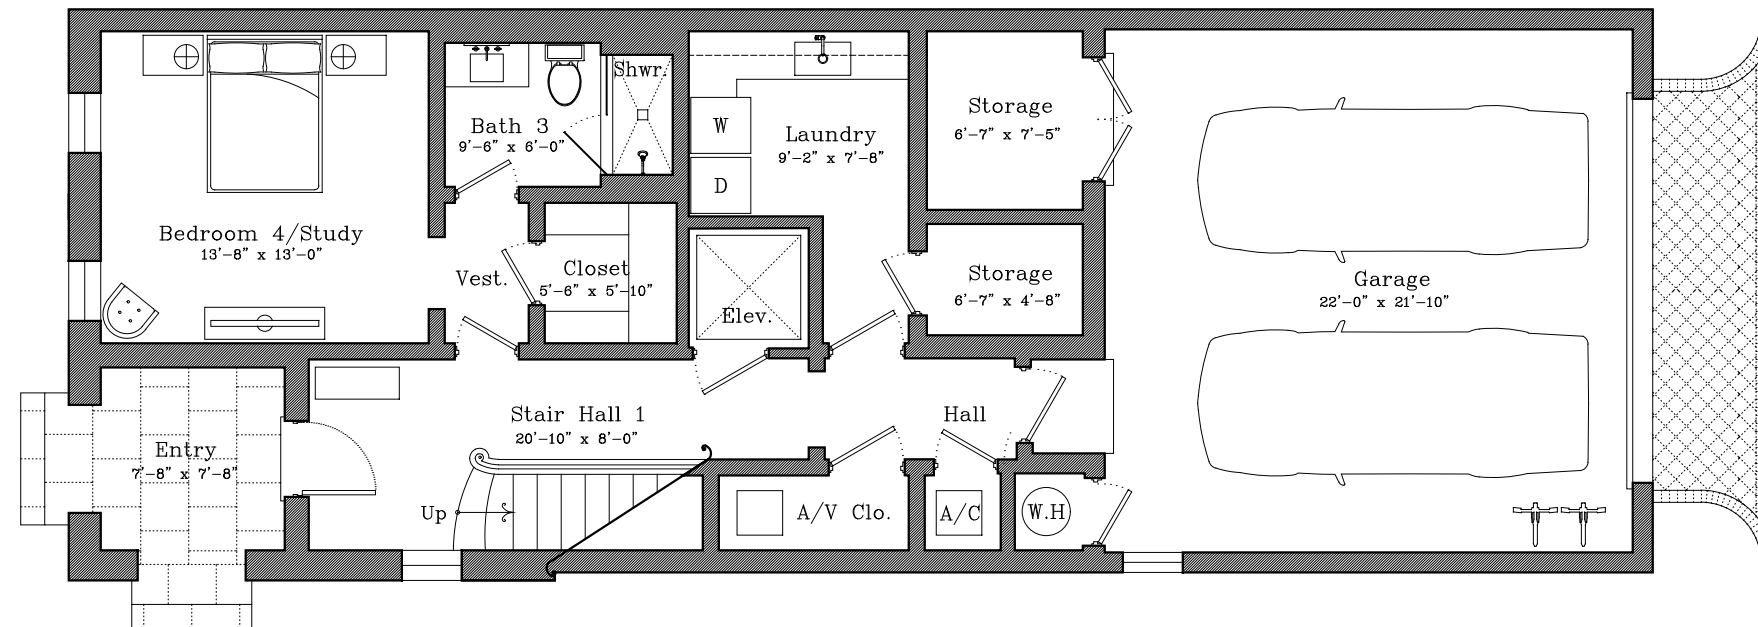 Shwr.
Bath 3
9'-6" x 6'-0"
W
D
Laundry
9'-2" x 7'-8"
Storage
6'-7" x 7'-5"
Bedroom 4/Study
13'-8" x 13'-0"
Vest.
Closet
5'-6" x 5'-10"
Elev.
Storage
6'-7" x 4'-8"
Garage
22'-0" x 21'-10"
Entry
7'-8" x 7'-8"
Stair Hall 1
20'-10" x 8'-0"
Hall
Up
A/V Clo.
A/C
W.H